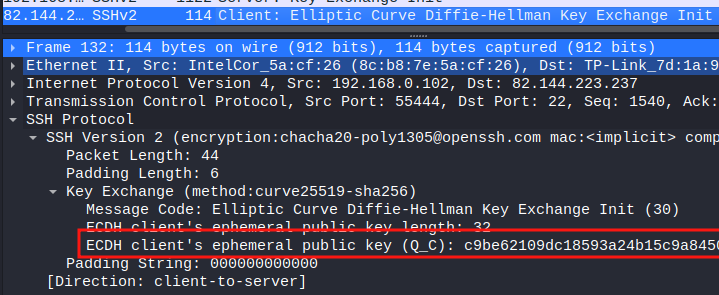 82.144.2… SSHv2 114 Client: Elliptic Curve Diffie-Hellman Key Exchange Init
Frame 132: 114 bytes on wire (912 bits), 114 bytes captured (912 bits)
Ethernet II, Src: IntelCor_5a:cf:26 (8c:b8:7e:5a:cf:26), Dst: TP-Link_7d:1a:9
Internet Protocol Version 4, Src: 192.168.0.102, Dst: 82.144.223.237
Transmission Control Protocol, Src Port: 55444, Dst Port: 22, Seq: 1540, Ack:
SSH Protocol
SSH Version 2 (encryption:chacha20-poly1305@openssh.com mac:<implicit> comp
Packet Length: 44
Padding Length: 6
Key Exchange (method:curve25519-sha256)
Message Code: Elliptic Curve Diffie-Hellman Key Exchange Init (30)
ECDH client's ephemeral public key length: 32
ECDH client's ephemeral public key (Q_C): c9be62109dc18593a24b15c9a845
Padding String: 000000000000
[Direction: client-to-server]